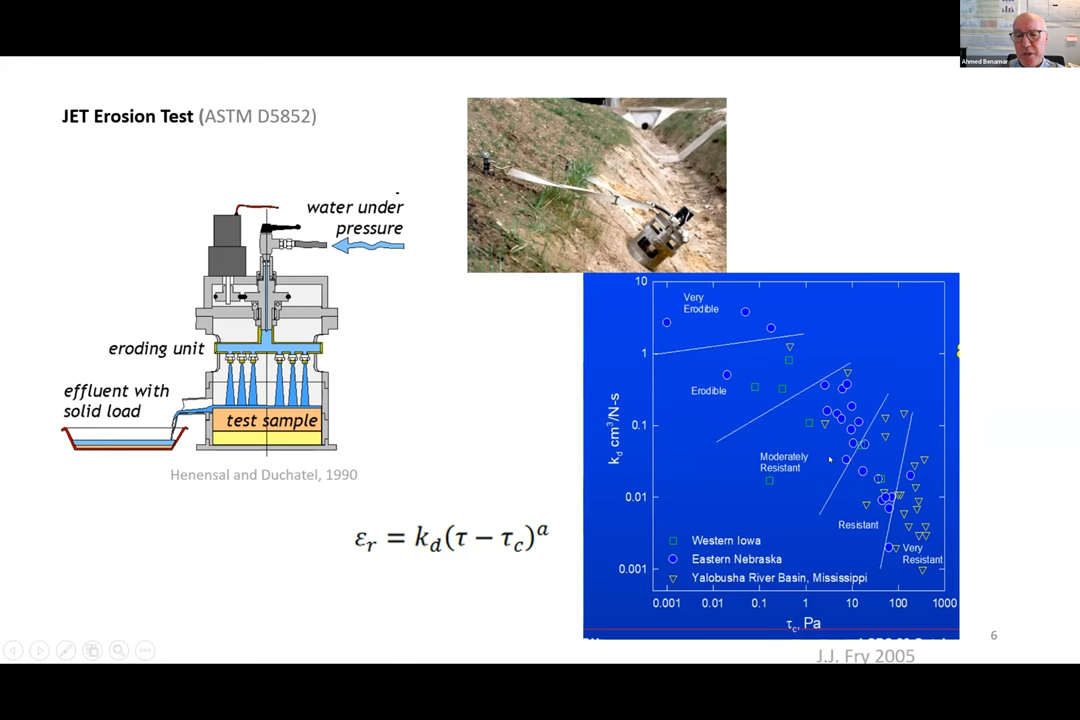 Ahmed Benamar
JET Erosion Test (ASTM D5852)
water under
pressure
eroding unit
effluent with
solid load
test sample
Henensal and Duchatel, 1990
εr = kd(τ − τc)^a
10
1
0.1
0.01
0.001
kd cm³/N-s
Very
Erodible
Erodible
Moderately
Resistant
Resistant
Very
Resistant
Western Iowa
Eastern Nebraska
Yalobusha River Basin, Mississippi
0.001 0.01 0.1 1 10 100 1000
τc, Pa
J.J. Fry 2005
6